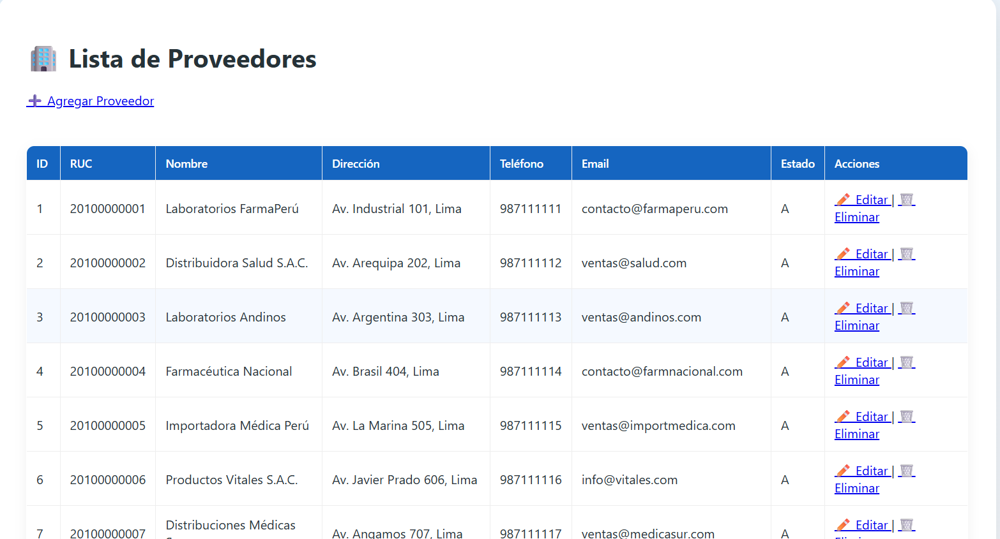 Lista de Proveedores
Agregar Proveedor
ID RUC Nombre Dirección Teléfono Email Estado Acciones
1 20100000001 Laboratorios FarmaPerú Av. Industrial 101, Lima 987111111 contacto@farmaperu.com A Editar |
Eliminar
2 20100000002 Distribuidora Salud S.A.C. Av. Arequipa 202, Lima 987111112 ventas@salud.com A Editar |
Eliminar
3 20100000003 Laboratorios Andinos Av. Argentina 303, Lima 987111113 ventas@andinos.com A Editar |
Eliminar
4 20100000004 Farmacéutica Nacional Av. Brasil 404, Lima 987111114 contacto@farmnacional.com A Editar |
Eliminar
5 20100000005 Importadora Médica Perú Av. La Marina 505, Lima 987111115 ventas@importmedica.com A Editar |
Eliminar
6 20100000006 Productos Vitales S.A.C. Av. Javier Prado 606, Lima 987111116 info@vitales.com A Editar |
Eliminar
7 20100000007 Distribuciones Médicas Av. Angamos 707, Lima 987111117 ventas@medicasur.com A Editar |